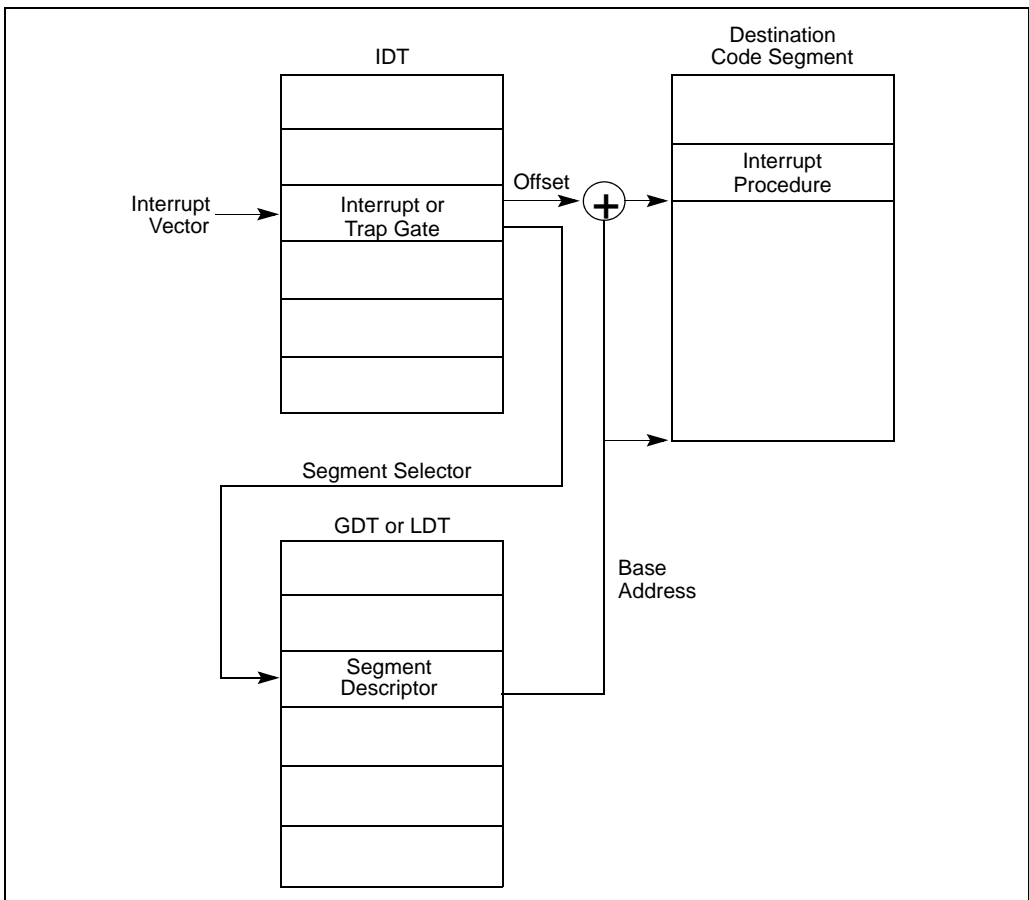 Destination
Code Segment
IDT
Interrupt
Procedure
Offset
+
Interrupt
Vector
Interrupt or
Trap Gate
Segment Selector
GDT or LDT
Base
Address
Segment
Descriptor